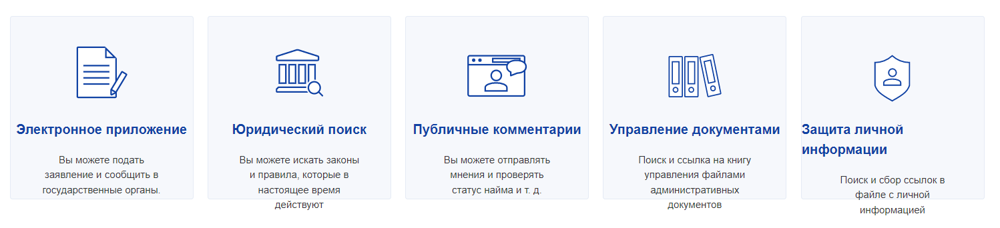 Электронное приложение
Вы можете подать
заявление и сообщить в
государственные органы.
Юридический поиск
Вы можете искать законы
и правила, которые в
настоящее время
действуют
Публичные комментарии
Вы можете отправлять
мнения и проверять
статус найма и т. д.
Управление документами
Поиск и ссылка на книгу
управления файлами
административных
документов
Защита личной
информации
Поиск и сбор ссылок в
файле с личной
информацией